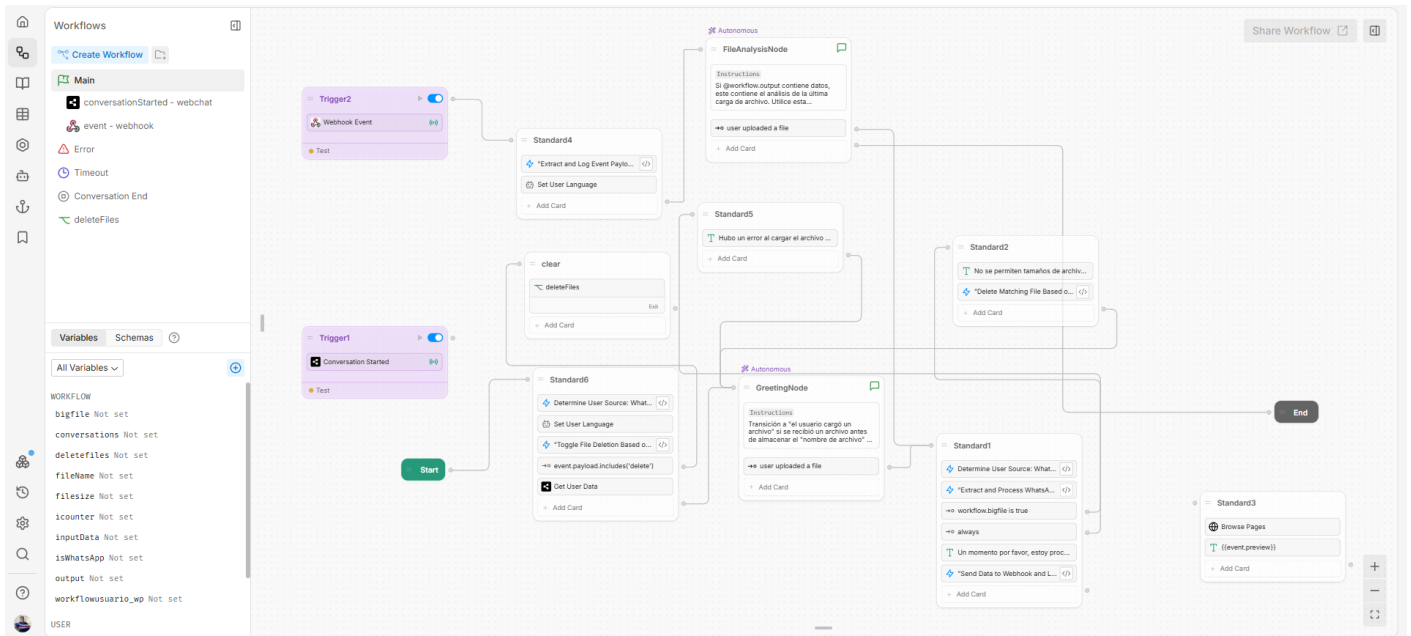 Workflows
Create Workflow
Main
conversationStarted - webchat
event - webhook
Error
Timeout
Conversation End
deleteFiles
Variables
Schemas
All Variables
WORKFLOW
bigfile Not set
conversations Not set
deletefiles Not set
fileName Not set
filesize Not set
icounter Not set
inputData Not set
isWhatsApp Not set
output Not set
workflowusuario_wp Not set
USER
Share Workflow
Trigger2
Webhook Event
Test
Standard4
"Extract and Log Event Paylo...
Set User Language
Add Card
Autonomous
FileAnalysisNode
Instructions
Si @workflow.output contiene datos,
este contiene el análisis de la última
carga de archivo. Utilice esta...
user uploaded a file
Add Card
Standard5
Hubo un error al cargar el archivo ...
Add Card
clear
deleteFiles
Exit
Add Card
Standard2
No se permiten tamaños de archiv...
"Delete Matching File Based o...
Add Card
Trigger1
Conversation Started
Test
Start
Standard6
Determine User Source: What...
Set User Language
"Toggle File Deletion Based o...
event.payload.includes('delete')
Get User Data
Add Card
Autonomous
GreetingNode
Instructions
Transición a "el usuario cargó un
archivo" si se recibió un archivo antes
de almacenar el "nombre de archivo" ...
user uploaded a file
Add Card
End
Standard1
Determine User Source: What...
"Extract and Process WhatsA...
workflow.bigfile is true
always
Un momento por favor, estoy proc...
"Send Data to Webhook and L...
Add Card
Standard3
Browse Pages
{{event.preview}}
Add Card